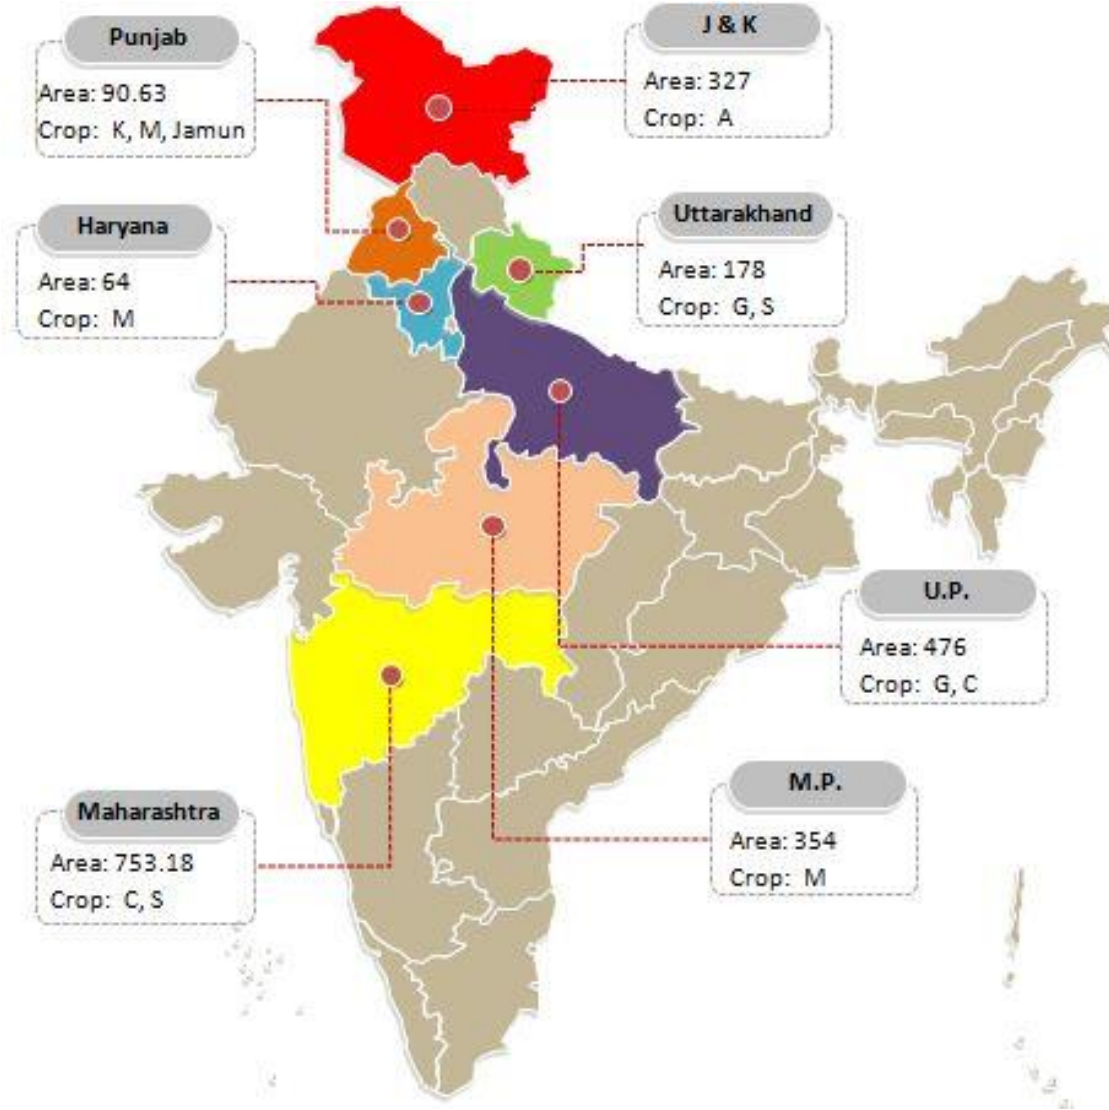 Punjab
Area: 90.63
Crop: K, M, Jamun
J & K
Area: 327
Crop: A
Haryana
Area: 64
Crop: M
Uttarakhand
Area: 178
Crop: G, S
U.P.
Area: 476
Crop: G, C
M.P.
Area: 354
Crop: M
Maharashtra
Area: 753.18
Crop: C, S